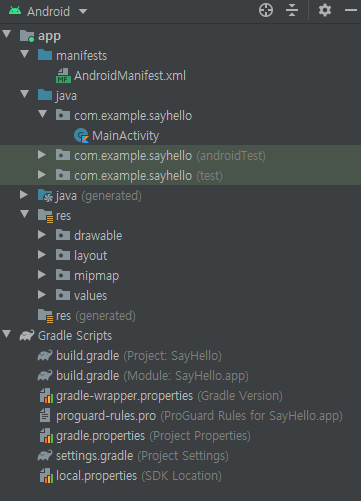 Android
app
manifests
AndroidManifest.xml
java
com.example.sayhello
MainActivity
com.example.sayhello (androidTest)
com.example.sayhello (test)
java (generated)
res
drawable
layout
mipmap
values
res (generated)
Gradle Scripts
build.gradle (Project: SayHello)
build.gradle (Module: SayHello.app)
gradle-wrapper.properties (Gradle Version)
proguard-rules.pro (ProGuard Rules for SayHello.app)
gradle.properties (Project Properties)
settings.gradle (Project Settings)
local.properties (SDK Location)